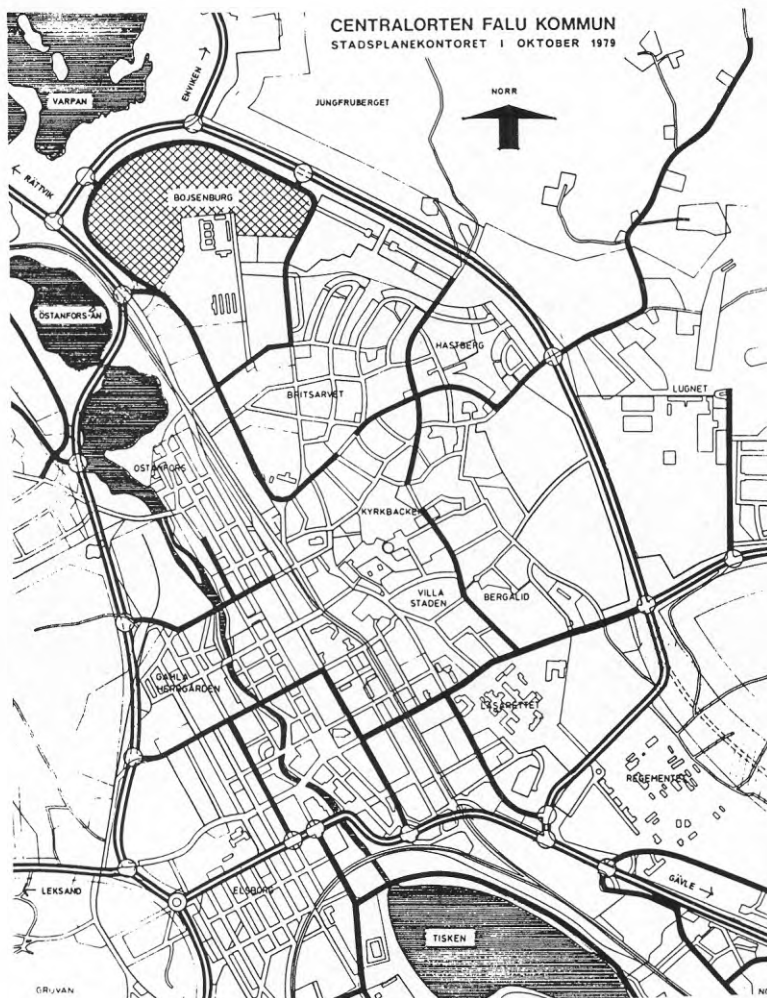 CENTRALORTEN FALU KOMMUN
STADSPLANEKONTORET I OKTOBER 1979
VARPAN
ENVIKEN
JUNGFRUBERGET
NORR
RÄTTVIK
BOJSENBURG
ÖSTANFORS-ÅN
HASTBERG
BRITSARVET
LUGNET
OSTANFORS
KYRKBACKEN
VILLA
STADEN
BERGALID
GAMLA
HERRGÅRDEN
LASARETTET
REGEMENTET
LEKSAND
ELSBORG
GÄVLE
TISKEN
GRUVAN